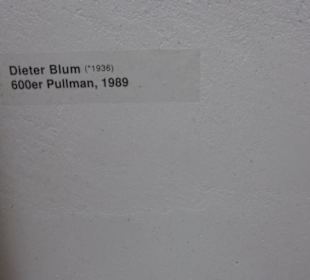 Dieter Blum (*1936)
600er Pullman, 1989